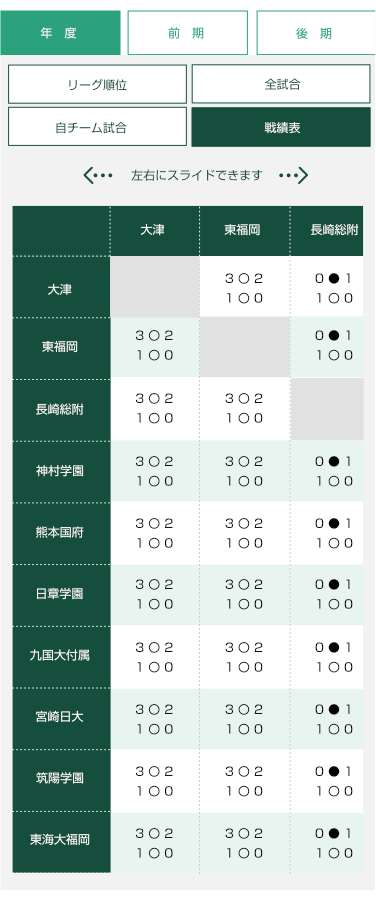 年 度 前 期 後 期
リーグ順位 全試合
自チーム試合 戦績表
左右にスライドできます
大津 東福岡 長崎総附
大津 3 ○ 2 0 ● 1
1 ○ 0 1 ○ 0
東福岡 3 ○ 2 0 ● 1
1 ○ 0 1 ○ 0
長崎総附 3 ○ 2 3 ○ 2
1 ○ 0 1 ○ 0
神村学園 3 ○ 2 3 ○ 2 0 ● 1
1 ○ 0 1 ○ 0 1 ○ 0
熊本国府 3 ○ 2 3 ○ 2 0 ● 1
1 ○ 0 1 ○ 0 1 ○ 0
日章学園 3 ○ 2 3 ○ 2 0 ● 1
1 ○ 0 1 ○ 0 1 ○ 0
九国大付属 3 ○ 2 3 ○ 2 0 ● 1
1 ○ 0 1 ○ 0 1 ○ 0
宮崎日大 3 ○ 2 3 ○ 2 0 ● 1
1 ○ 0 1 ○ 0 1 ○ 0
筑陽学園 3 ○ 2 3 ○ 2 0 ● 1
1 ○ 0 1 ○ 0 1 ○ 0
東海大福岡 3 ○ 2 3 ○ 2 0 ● 1
1 ○ 0 1 ○ 0 1 ○ 0